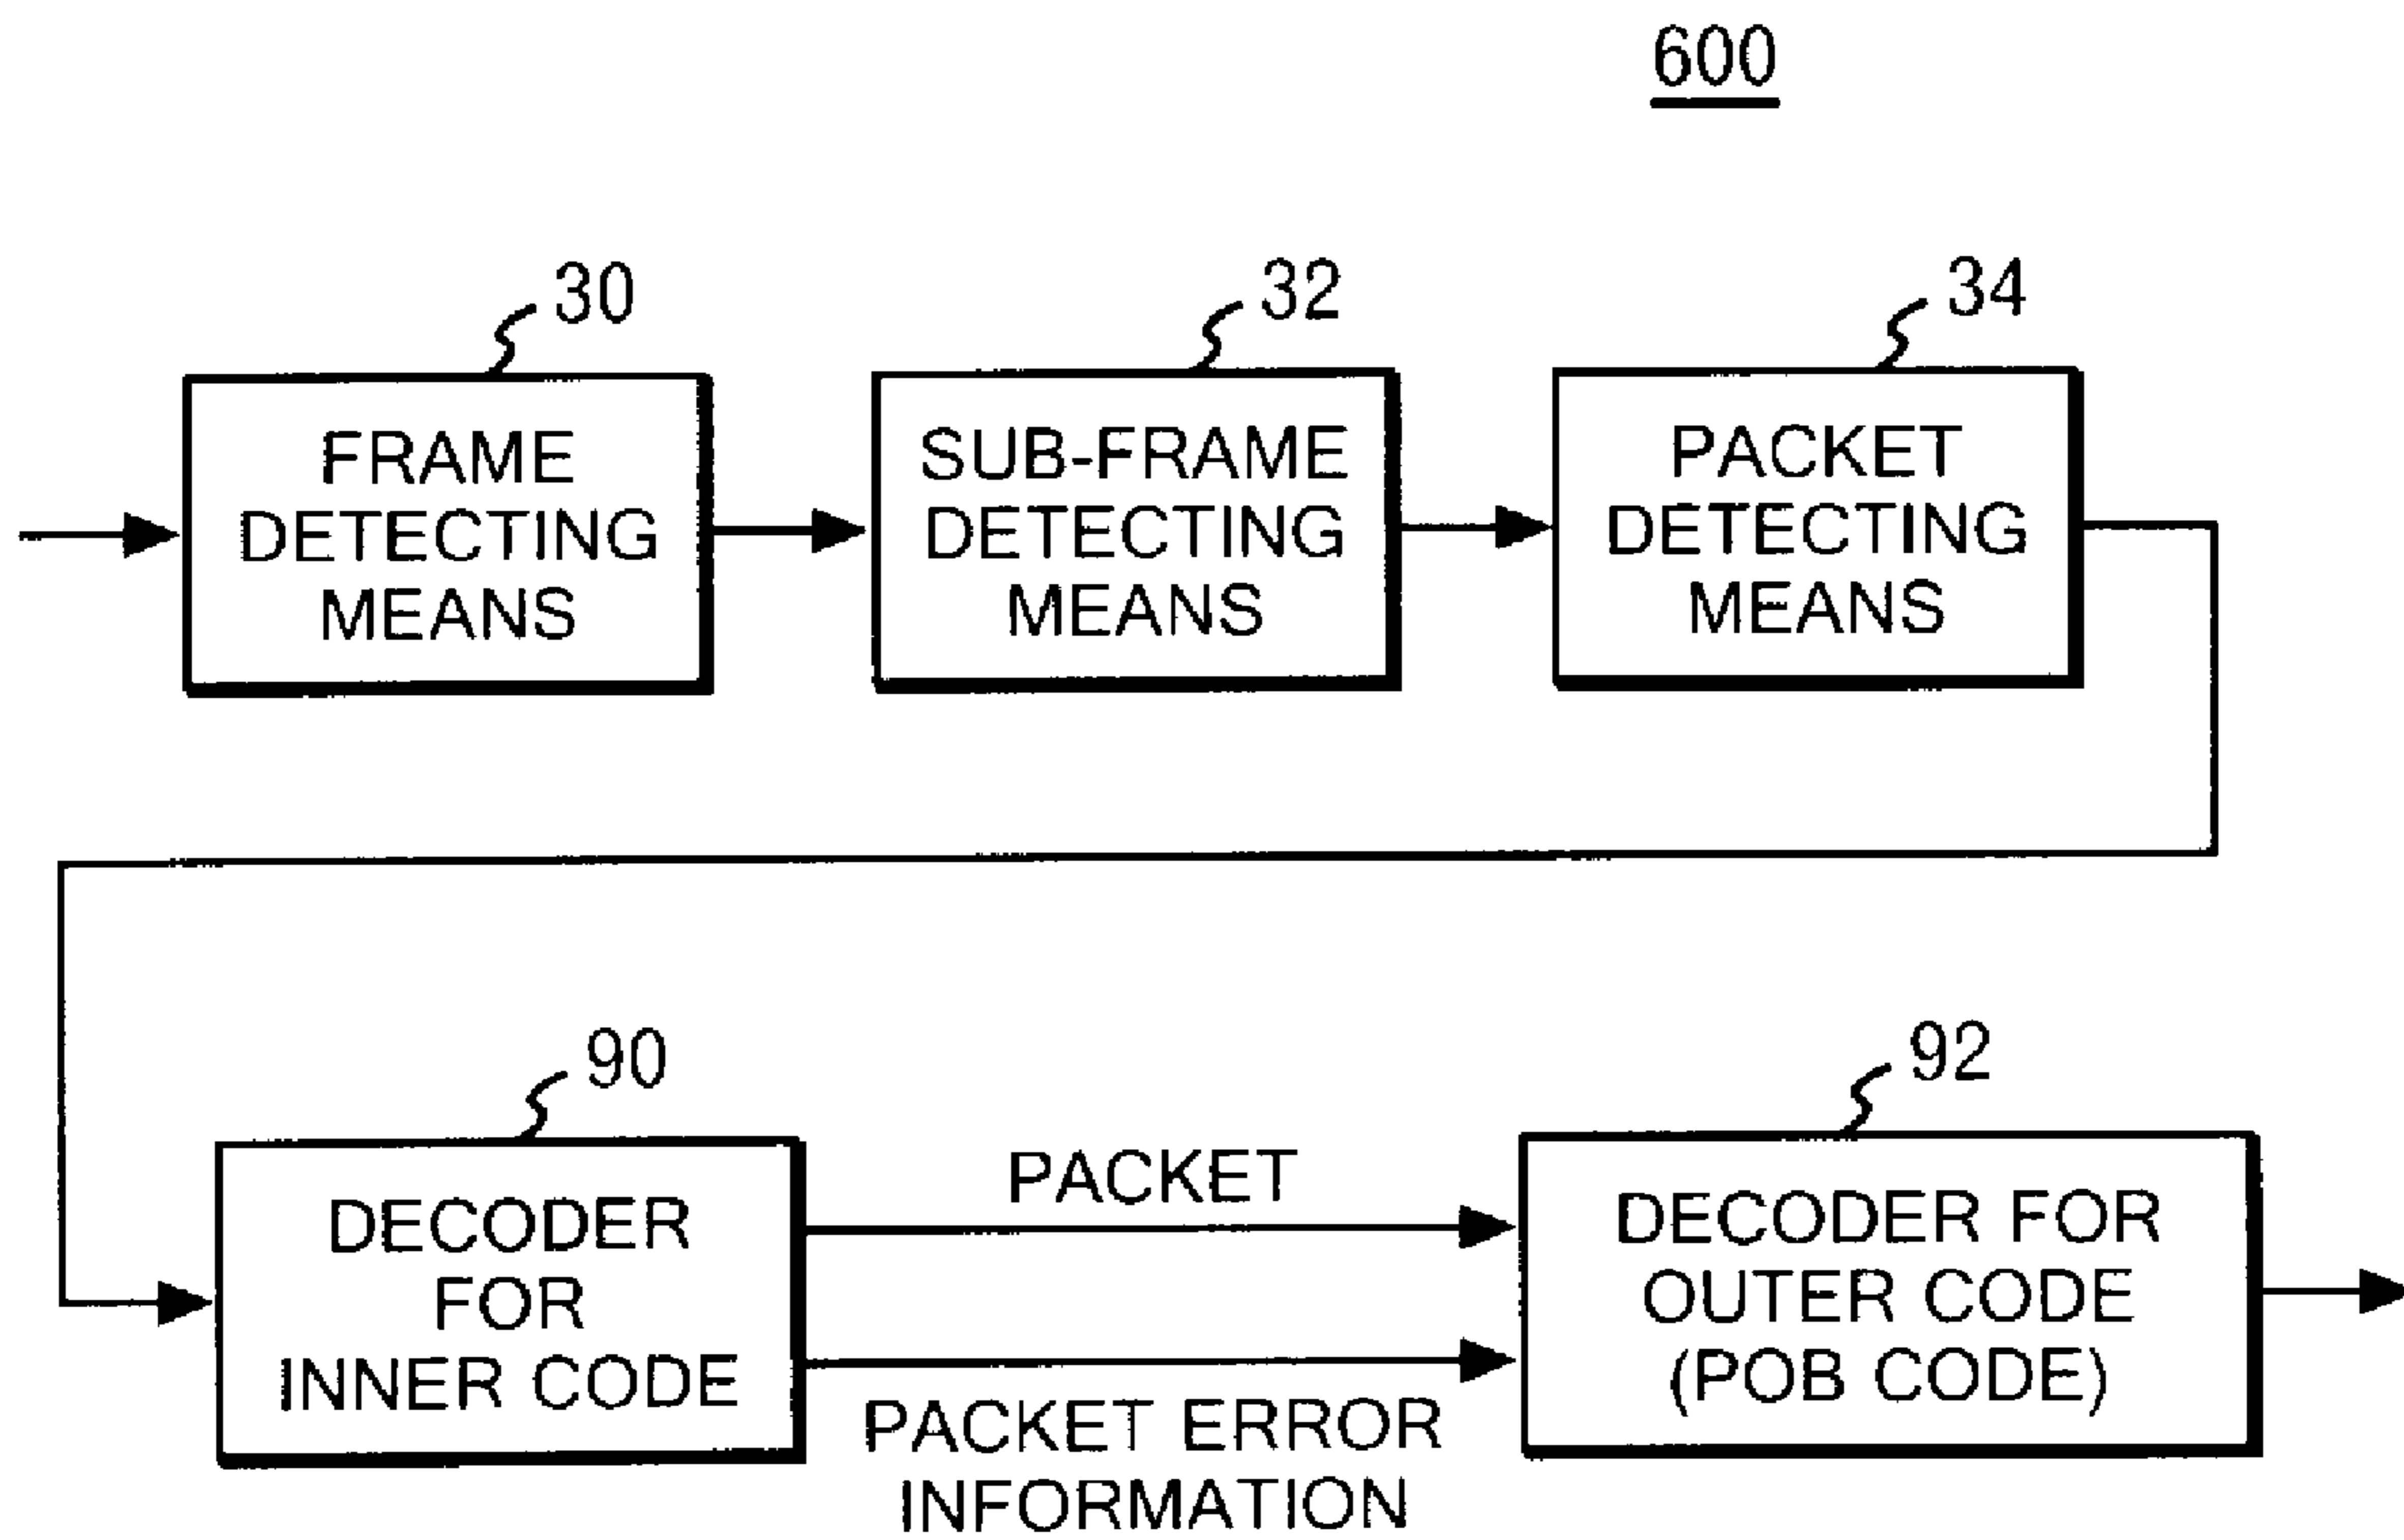 600
30
FRAME
DETECTING
MEANS
32
SUB-FRAME
DETECTING
MEANS
34
PACKET
DETECTING
MEANS
90
DECODER
FOR
INNER CODE
PACKET
PACKET ERROR
INFORMATION
92
DECODER FOR
OUTER CODE
(POB CODE)